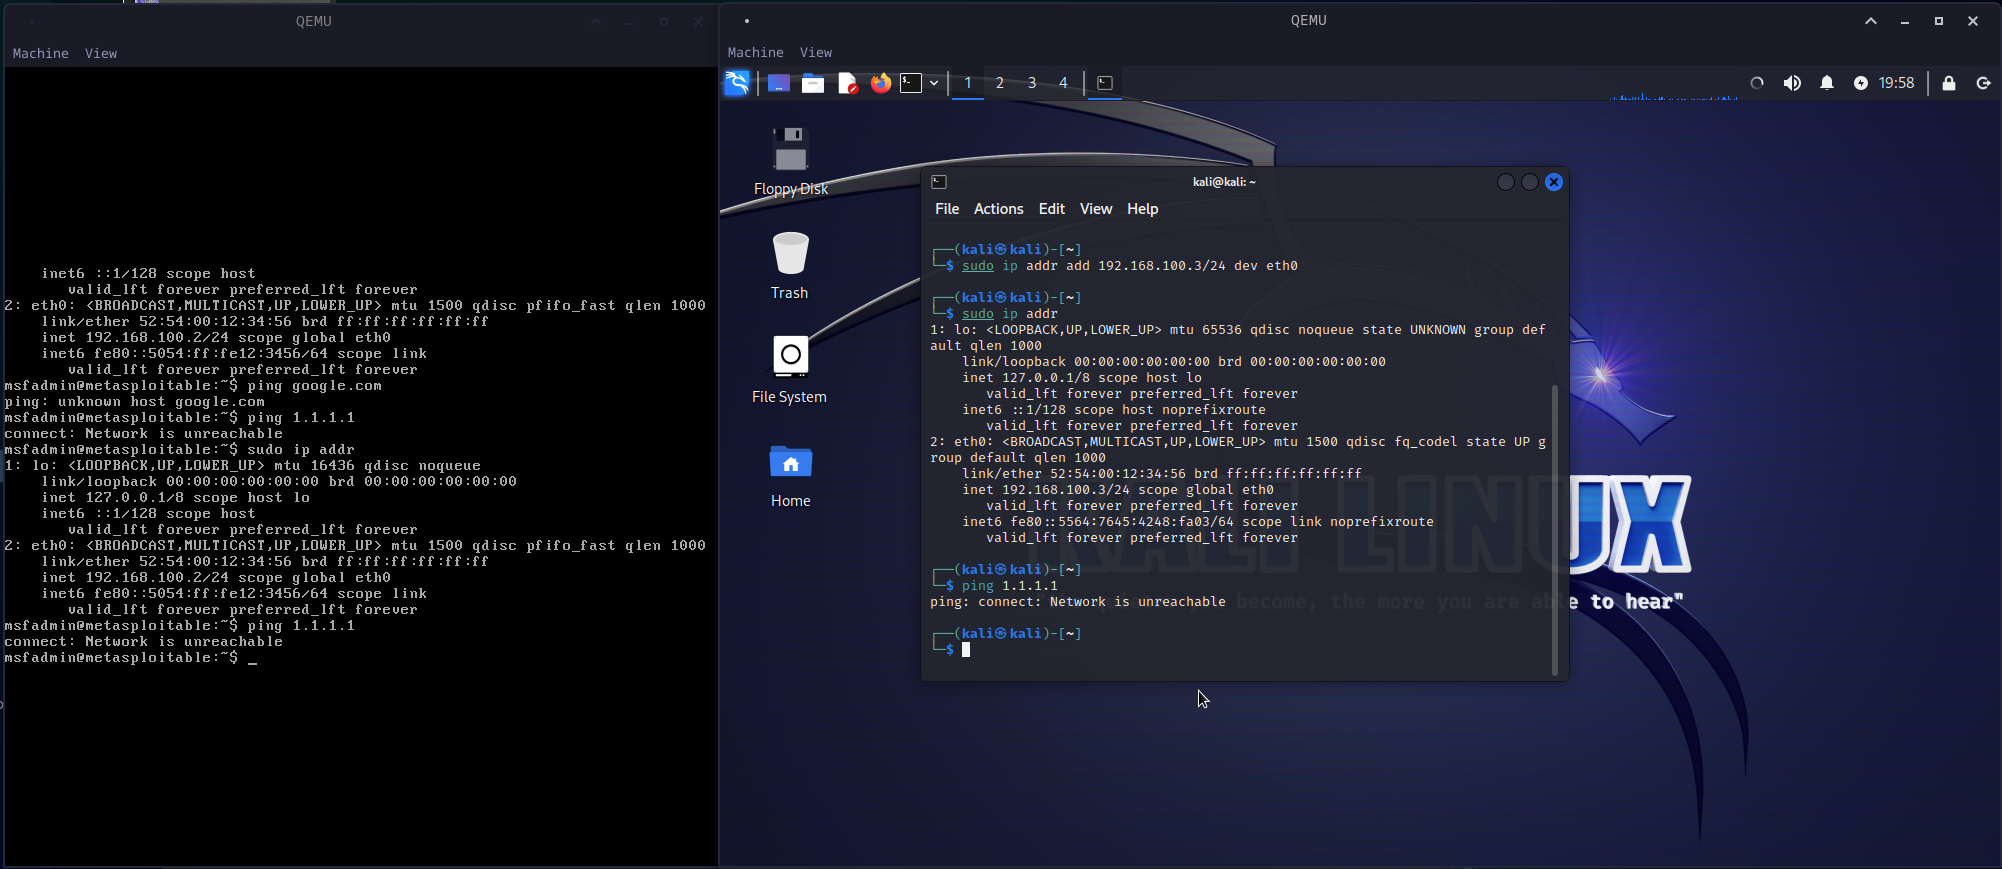 QEMU
Machine View
inet6 ::1/128 scope host
valid_lft forever preferred_lft forever
2: eth0: <BROADCAST,MULTICAST,UP,LOWER_UP> mtu 1500 qdisc pfifo_fast qlen 1000
link/ether 52:54:00:12:34:56 brd ff:ff:ff:ff:ff:ff
inet 192.168.100.2/24 scope global eth0
inet6 fe80::5054:ff:fe12:3456/64 scope link
valid_lft forever preferred_lft forever
msfadmin@metasploitable:~$ ping google.com
ping: unknown host google.com
msfadmin@metasploitable:~$ ping 1.1.1.1
connect: Network is unreachable
msfadmin@metasploitable:~$ sudo ip addr
1: lo: <LOOPBACK,UP,LOWER_UP> mtu 16436 qdisc noqueue
link/loopback 00:00:00:00:00:00 brd 00:00:00:00:00:00
inet 127.0.0.1/8 scope host lo
inet6 ::1/128 scope host
valid_lft forever preferred_lft forever
2: eth0: <BROADCAST,MULTICAST,UP,LOWER_UP> mtu 1500 qdisc pfifo_fast qlen 1000
link/ether 52:54:00:12:34:56 brd ff:ff:ff:ff:ff:ff
inet 192.168.100.2/24 scope global eth0
inet6 fe80::5054:ff:fe12:3456/64 scope link
valid_lft forever preferred_lft forever
msfadmin@metasploitable:~$ ping 1.1.1.1
connect: Network is unreachable
msfadmin@metasploitable:~$ _
QEMU
Machine View
1 2 3 4
19:58
Floppy Disk
Trash
File System
Home
kali@kali: ~
File Actions Edit View Help
┌──(kali㉿kali)-[~]
└─$ sudo ip addr add 192.168.100.3/24 dev eth0
┌──(kali㉿kali)-[~]
└─$ sudo ip addr
1: lo: <LOOPBACK,UP,LOWER_UP> mtu 65536 qdisc noqueue state UNKNOWN group def
ault qlen 1000
link/loopback 00:00:00:00:00:00 brd 00:00:00:00:00:00
inet 127.0.0.1/8 scope host lo
valid_lft forever preferred_lft forever
inet6 ::1/128 scope host noprefixroute
valid_lft forever preferred_lft forever
2: eth0: <BROADCAST,MULTICAST,UP,LOWER_UP> mtu 1500 qdisc fq_codel state UP g
roup default qlen 1000
link/ether 52:54:00:12:34:56 brd ff:ff:ff:ff:ff:ff
inet 192.168.100.3/24 scope global eth0
valid_lft forever preferred_lft forever
inet6 fe80::5564:7645:4248:fa03/64 scope link noprefixroute
valid_lft forever preferred_lft forever
┌──(kali㉿kali)-[~]
└─$ ping 1.1.1.1
ping: connect: Network is unreachable
┌──(kali㉿kali)-[~]
└─$
KALI LINUX
become, the more you are able to hear"